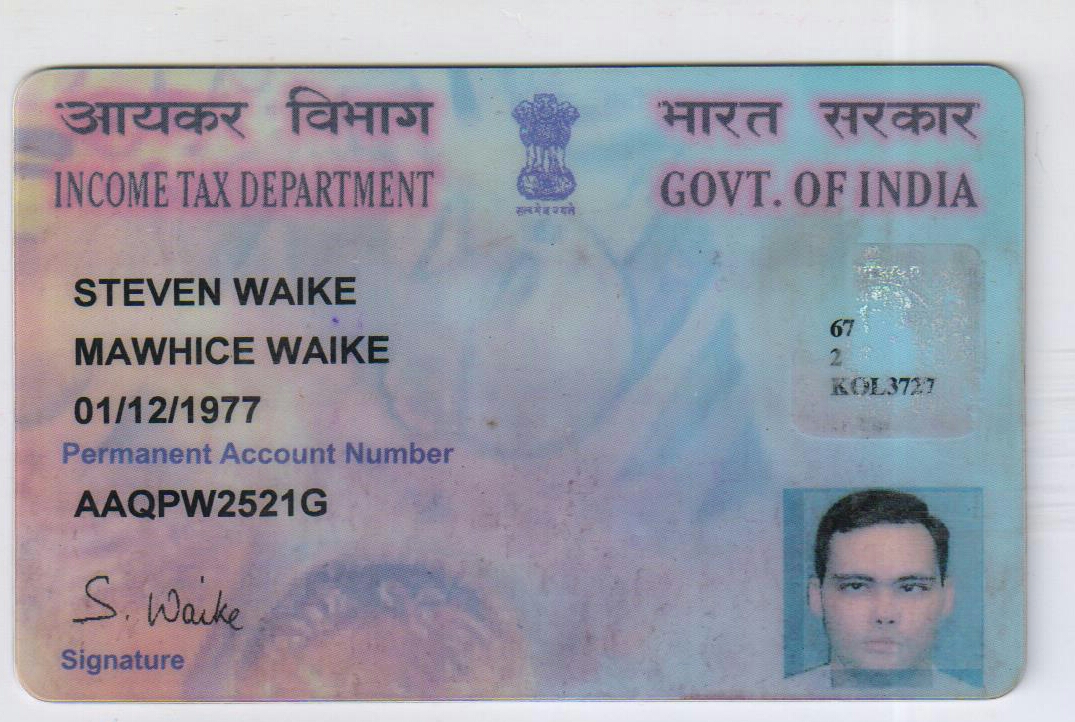 आयकर विभाग
INCOME TAX DEPARTMENT
सत्यमेव जयते
भारत सरकार
GOVT. OF INDIA
STEVEN WAIKE
MAWHICE WAIKE
01/12/1977
Permanent Account Number
AAQPW2521G
S. Waike
Signature
67
2
KOL3727